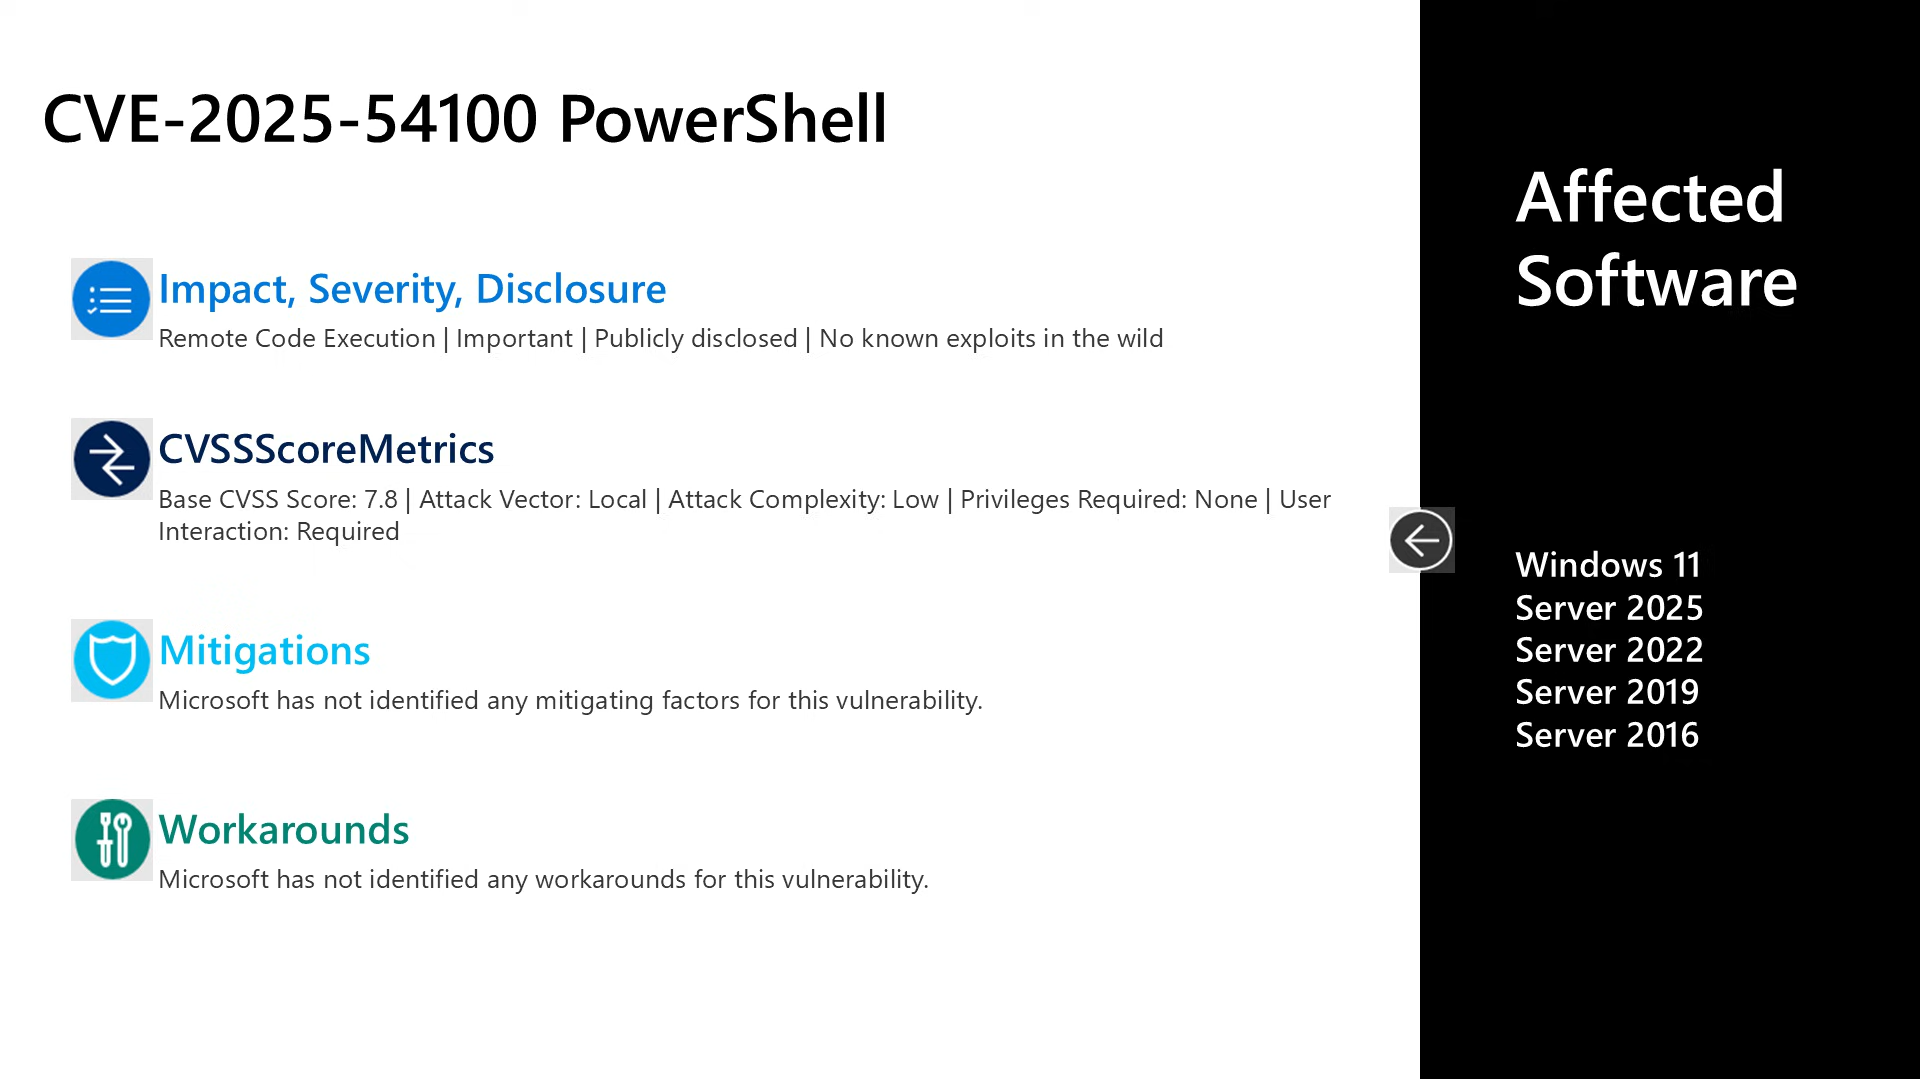 CVE-2025-54100 PowerShell
Impact, Severity, Disclosure
Remote Code Execution | Important | Publicly disclosed | No known exploits in the wild
CVSSScoreMetrics
Base CVSS Score: 7.8 | Attack Vector: Local | Attack Complexity: Low | Privileges Required: None | User
Interaction: Required
Mitigations
Microsoft has not identified any mitigating factors for this vulnerability.
Workarounds
Microsoft has not identified any workarounds for this vulnerability.
Affected
Software
Windows 11
Server 2025
Server 2022
Server 2019
Server 2016